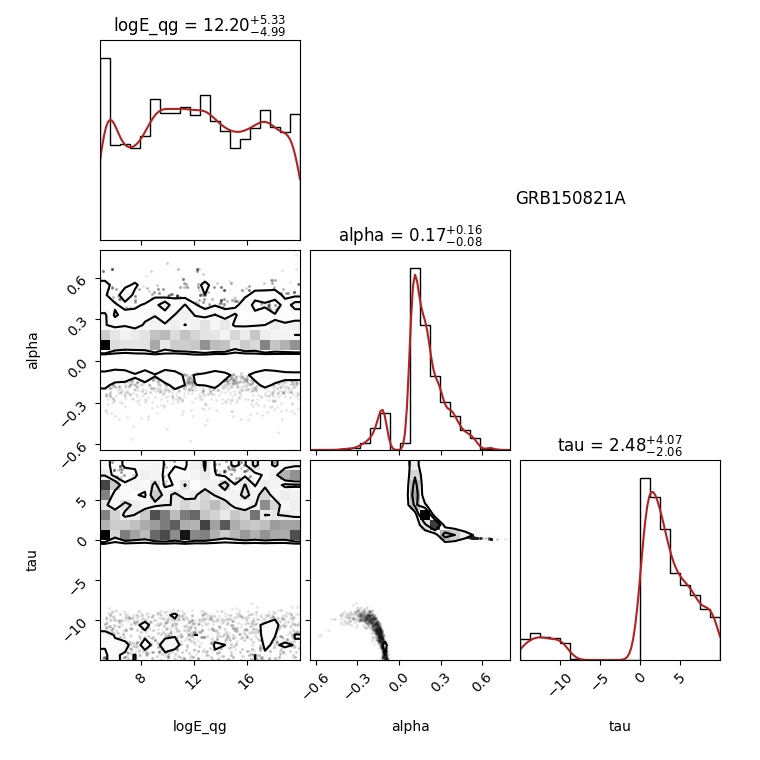 logE_qg = 12.20+5.33−4.99
GRB150821A
alpha = 0.17+0.16−0.08
0.6
0.3
0.0
−0.3
−0.6
alpha
tau = 2.48+4.07−2.06
5
0
−5
−10
tau
8 12 16
−0.6 −0.3 0.0 0.3 0.6
−10 −5 0 5
logE_qg alpha tau